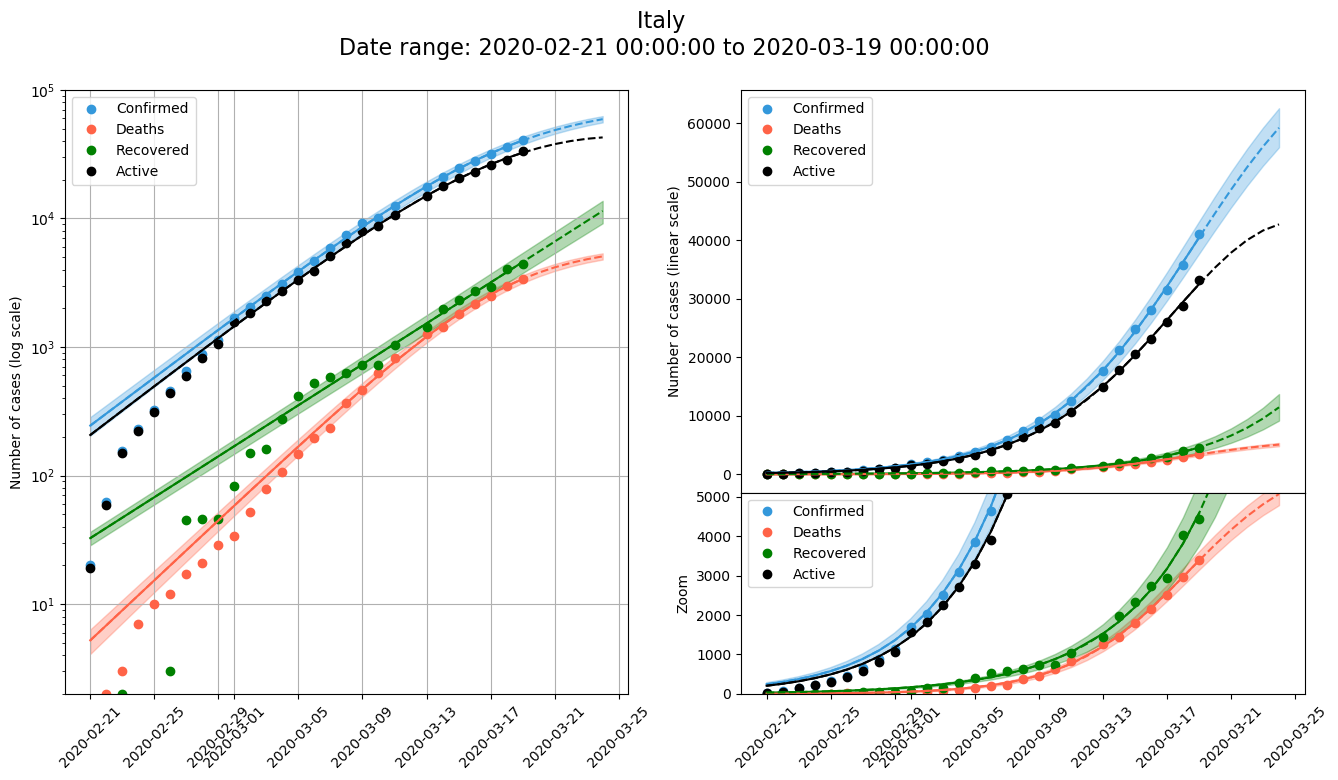 Italy
Date range: 2020-02-21 00:00:00 to 2020-03-19 00:00:00
Number of cases (log scale)
10^5
10^4
10^3
10^2
10^1
Confirmed
Deaths
Recovered
Active
2020-02-21
2020-02-25
2020-02-29
2020-03-01
2020-03-05
2020-03-09
2020-03-13
2020-03-17
2020-03-21
2020-03-25
Number of cases (linear scale)
60000
50000
40000
30000
20000
10000
0
Confirmed
Deaths
Recovered
Active
Zoom
5000
4000
3000
2000
1000
0
Confirmed
Deaths
Recovered
Active
2020-02-21
2020-02-25
2020-02-29
2020-03-01
2020-03-05
2020-03-09
2020-03-13
2020-03-17
2020-03-21
2020-03-25